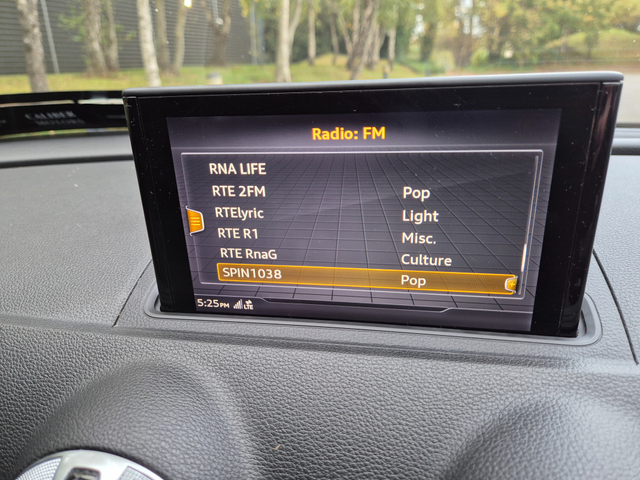 CALIBER
Radio: FM
RNA LIFE
RTE 2FM Pop
RTElyric Light
RTE R1 Misc.
RTE RnaG Culture
SPIN1038 Pop
5:25PM LTE